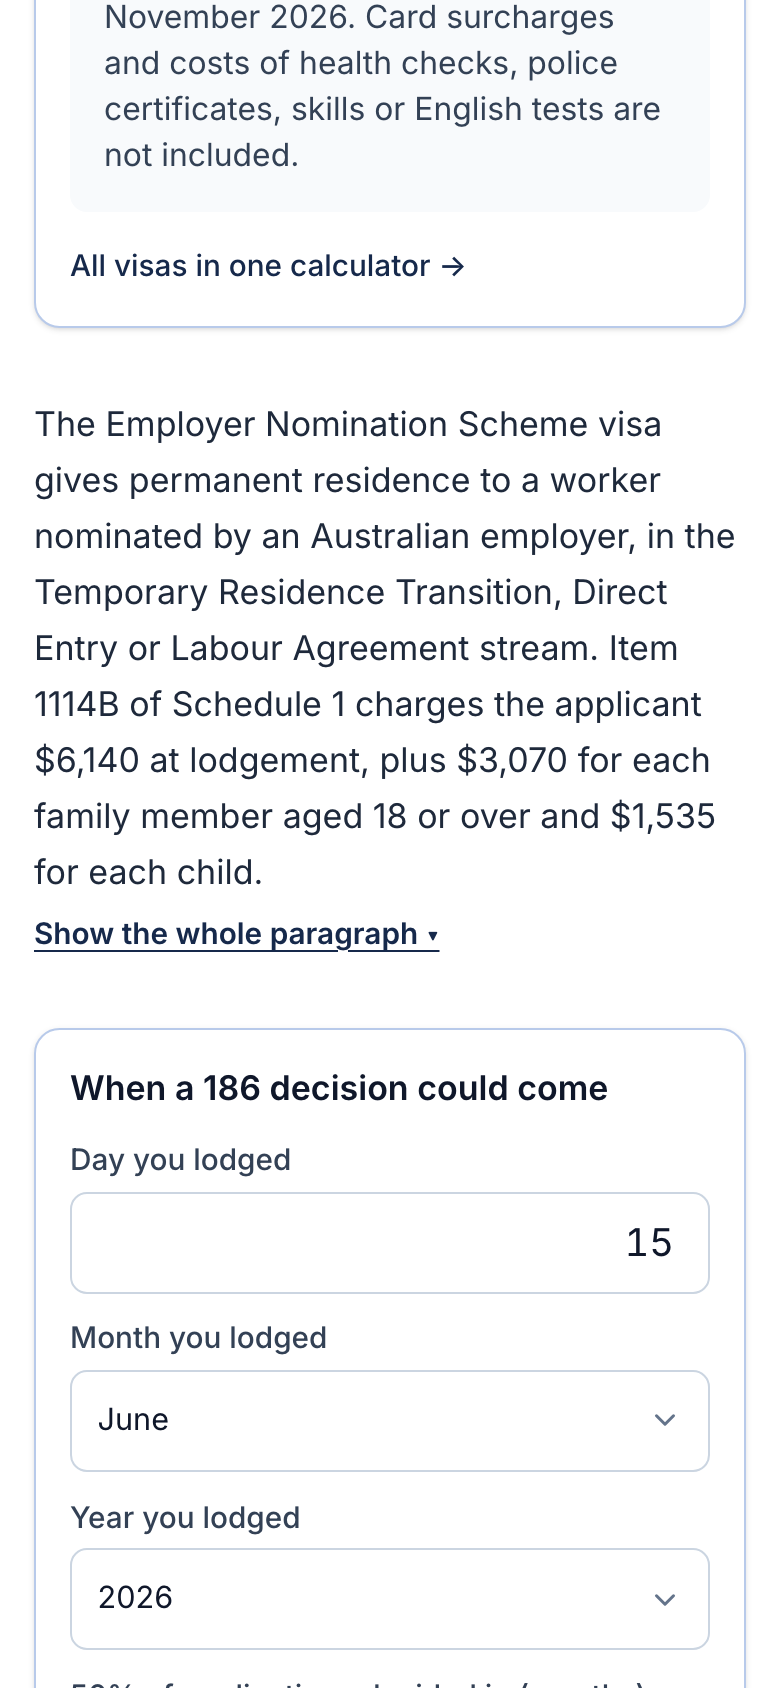 November 2026. Card surcharges
and costs of health checks, police
certificates, skills or English tests are
not included.
All visas in one calculator →
The Employer Nomination Scheme visa
gives permanent residence to a worker
nominated by an Australian employer, in the
Temporary Residence Transition, Direct
Entry or Labour Agreement stream. Item
1114B of Schedule 1 charges the applicant
$6,140 at lodgement, plus $3,070 for each
family member aged 18 or over and $1,535
for each child.
Show the whole paragraph ▾
When a 186 decision could come
Day you lodged
15
Month you lodged
June
Year you lodged
2026